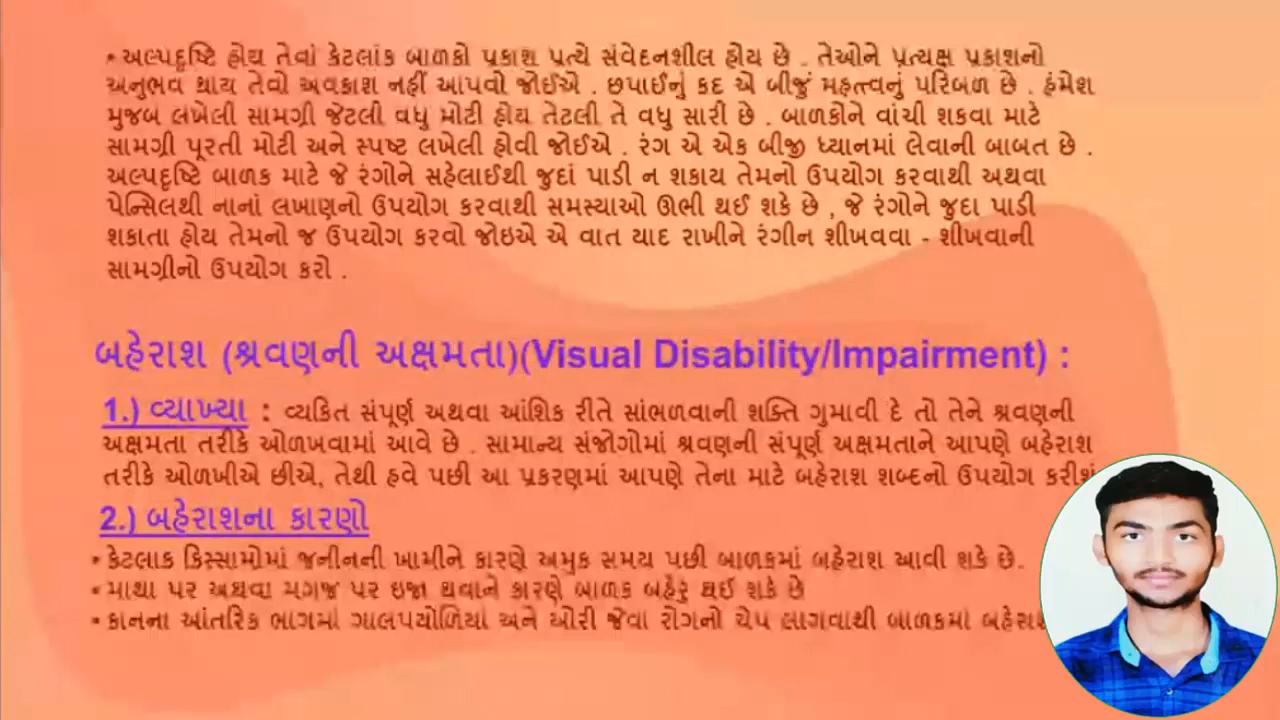 • અલ્પદૃષ્ટિ હોય તેવાં કેટલાંક બાળકો પ્રકાશ પ્રત્યે સંવેદનશીલ હોય છે . તેઓને પ્રત્યક્ષ પ્રકાશનો
અનુભવ થાય તેવો અવકાશ નહીં આપવો જોઈએ . છપાઈનું કદ એ બીજું મહત્ત્વનું પરિબળ છે . હંમેશ
મુજબ લખેલી સામગ્રી જેટલી વધુ મોટી હોય તેટલી તે વધુ સારી છે . બાળકોને વાંચી શકવા માટે
સામગ્રી પૂરતી મોટી અને સ્પષ્ટ લખેલી હોવી જોઈએ . રંગ એ એક બીજી ધ્યાનમાં લેવાની બાબત છે .
અલ્પદૃષ્ટિ બાળક માટે જે રંગોને સહેલાઈથી જુદાં પાડી ન શકાય તેમનો ઉપયોગ કરવાથી અથવા
પેન્સિલથી નાનાં લખાણનો ઉપયોગ કરવાથી સમસ્યાઓ ઊભી થઈ શકે છે , જે રંગોને જુદા પાડી
શકાતા હોય તેમનો જ ઉપયોગ કરવો જોઇએ એ વાત યાદ રાખીને રંગીન શીખવવા - શીખવાની
સામગ્રીનો ઉપયોગ કરો .
બહેરાશ (શ્રવણની અક્ષમતા)(Visual Disability/Impairment) :
1.) વ્યાખ્યા : વ્યકિત સંપૂર્ણ અથવા આંશિક રીતે સાંભળવાની શક્તિ ગુમાવી દે તો તેને શ્રવણની
અક્ષમતા તરીકે ઓળખવામાં આવે છે . સામાન્ય સંજોગોમાં શ્રવણની સંપૂર્ણ અક્ષમતાને આપણે બહેરાશ
તરીકે ઓળખીએ છીએ, તેથી હવે પછી આ પ્રકરણમાં આપણે તેના માટે બહેરાશ શબ્દનો ઉપયોગ કરીશું
2.) બહેરાશના કારણો
• કેટલાક કિસ્સામોમાં જનીનની ખામીને કારણે અમુક સમય પછી બાળકમાં બહેરાશ આવી શકે છે.
• માથા પર અથવા મગજ પર ઇજા થવાને કારણે બાળક બહેરુ થઈ શકે છે
• કાનના આંતરિક ભાગમાં ગાલપચોળિયાં અને ઓરી જેવા રોગનો ચેપ લાગવાથી બાળકમાં